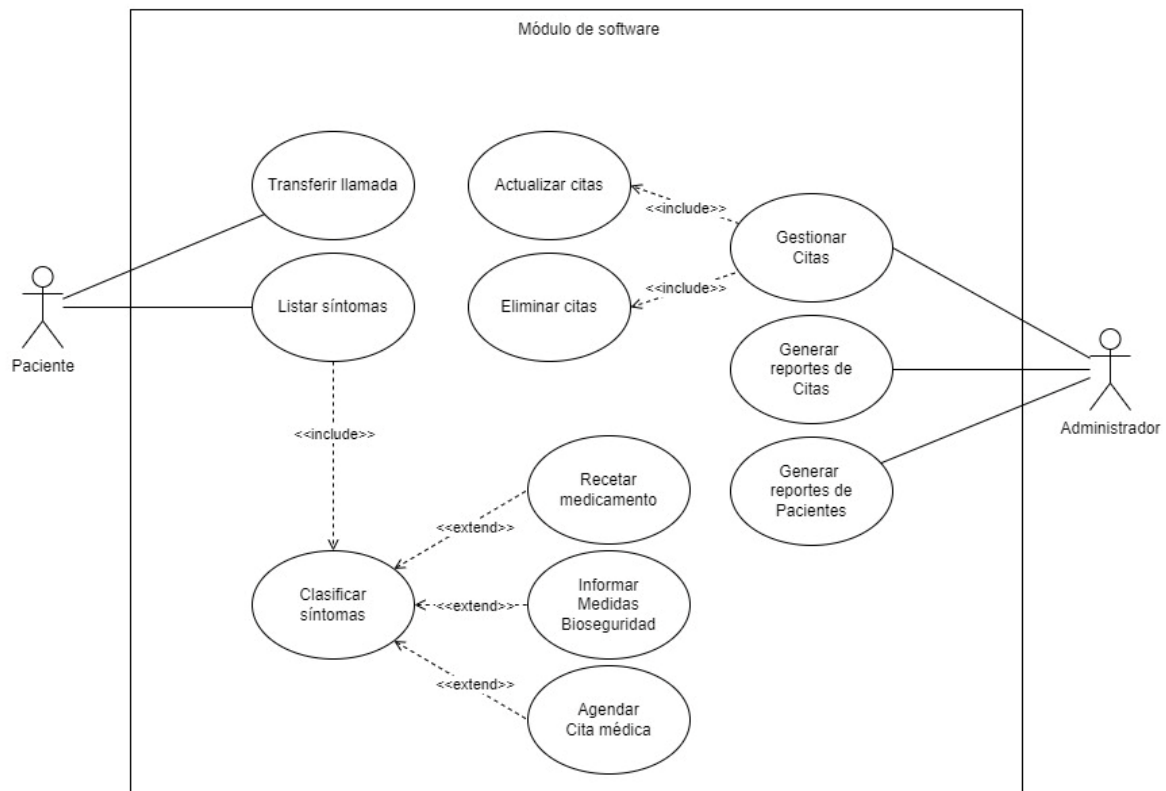 Módulo de software
Transferir llamada
Actualizar citas
<<include>>
Gestionar
Citas
Listar síntomas
Eliminar citas
<<include>>
Paciente
Generar
reportes de
Citas
Administrador
<<include>>
Recetar
medicamento
Generar
reportes de
Pacientes
<<extend>>
Clasificar
síntomas
<<extend>>
Informar
Medidas
Bioseguridad
<<extend>>
Agendar
Cita médica